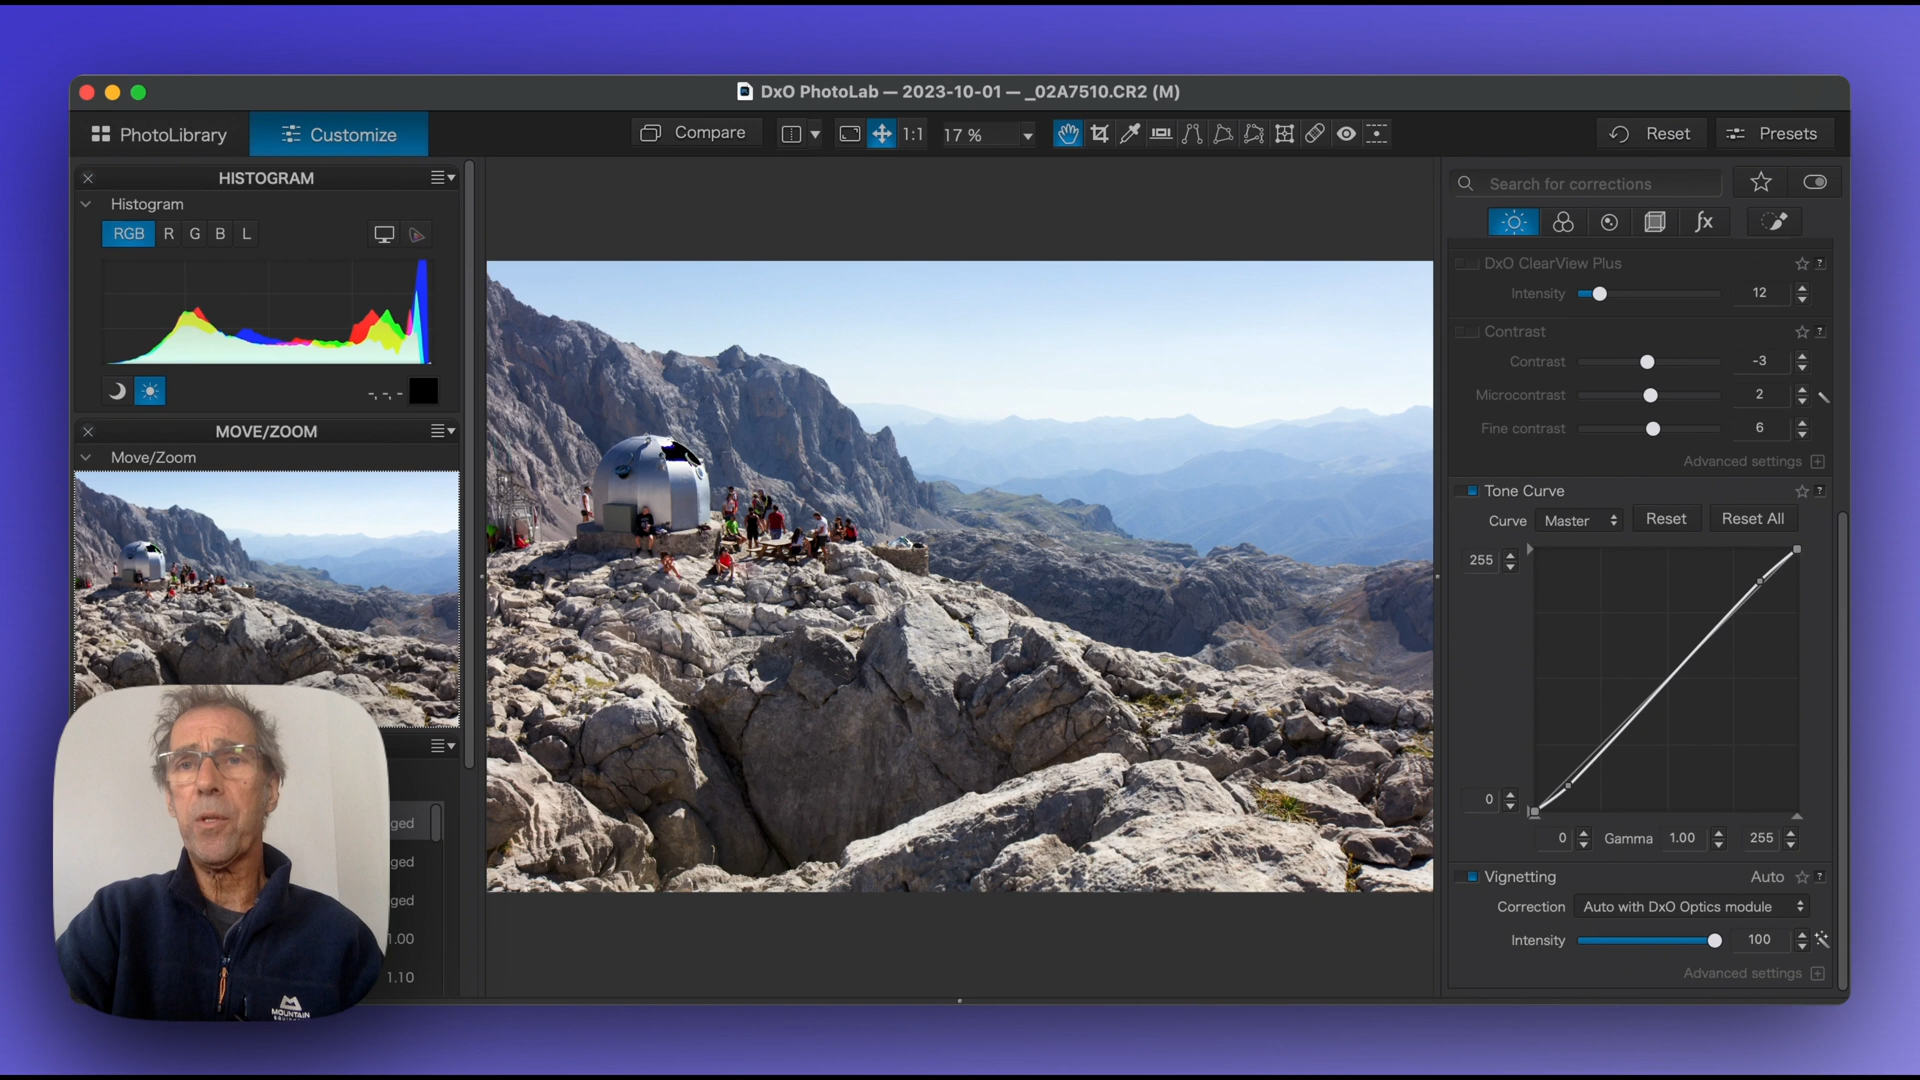 DxO PhotoLab — 2023-10-01 — _02A7510.CR2 (M)
PhotoLibrary
Customize
Compare
1:1
17 %
Reset
Presets
HISTOGRAM
Histogram
RGB R G B L
-, -, -
MOVE/ZOOM
Move/Zoom
ged
ged
ged
1.00
1.10
MOUNTAIN
Search for corrections
fx
DxO ClearView Plus ?
Intensity 12
Contrast ?
Contrast -3
Microcontrast 2
Fine contrast 6
Advanced settings
Tone Curve ?
Curve Master Reset Reset All
255
0
0 Gamma 1.00 255
Vignetting Auto ?
Correction Auto with DxO Optics module
Intensity 100
Advanced settings